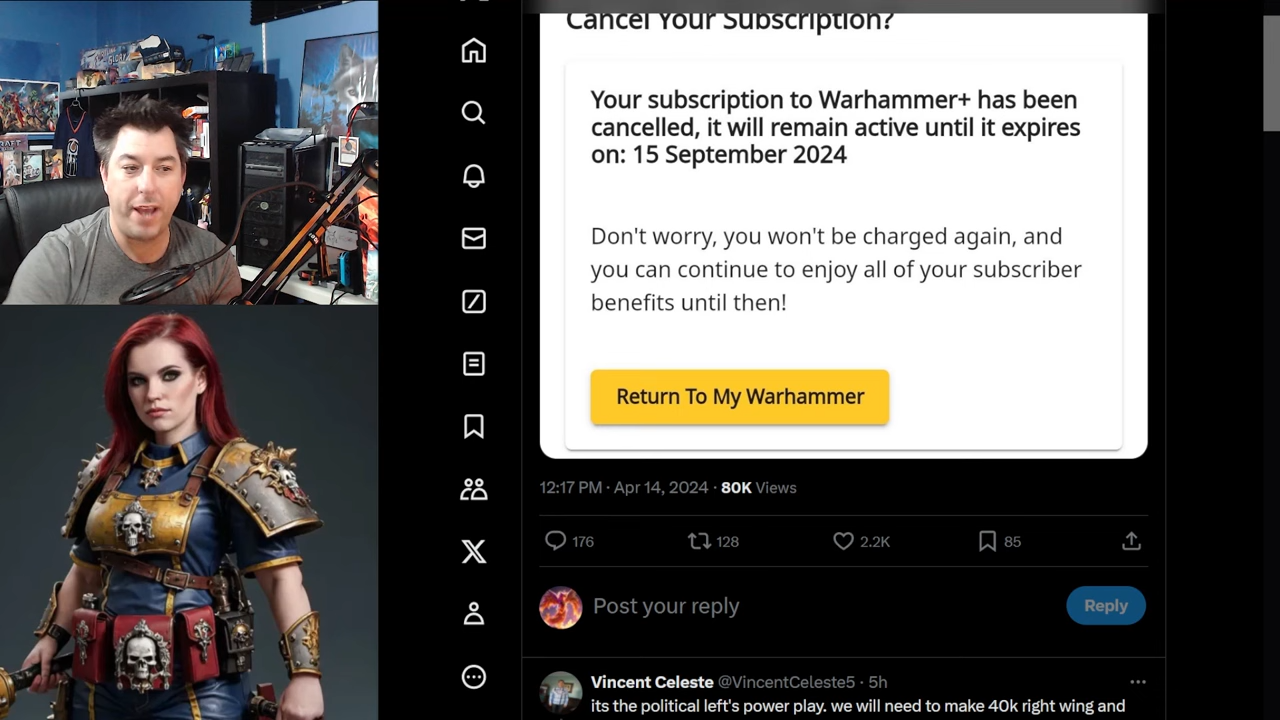 Cancel Your Subscription?
Your subscription to Warhammer+ has been
cancelled, it will remain active until it expires
on: 15 September 2024
Don't worry, you won't be charged again, and
you can continue to enjoy all of your subscriber
benefits until then!
Return To My Warhammer
12:17 PM · Apr 14, 2024 · 80K Views
176
128
2.2K
85
Post your reply
Reply
Vincent Celeste @VincentCeleste5 · 5h
its the political left's power play. we will need to make 40k right wing and